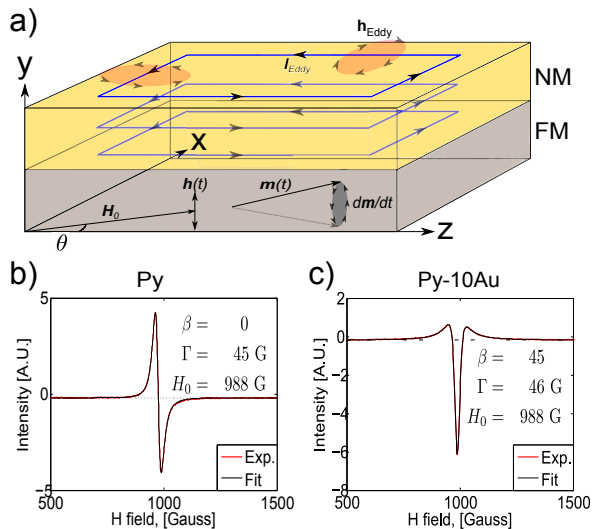 a)
h_Eddy
I_Eddy
y
NM
FM
x
h(t)
m(t)
H_0
dm/dt
θ
z
b) Py
c) Py-10Au
Intensity [A.U.]
5
0
−5
β = 0
Γ = 45 G
H_0 = 988 G
Exp.
Fit
500 1000 1500
H field, [Gauss]
Intensity [A.U.]
2
0
−2
−4
−6
−8
β = 45
Γ = 46 G
H_0 = 988 G
Exp.
Fit
500 1000 1500
H field, [Gauss]